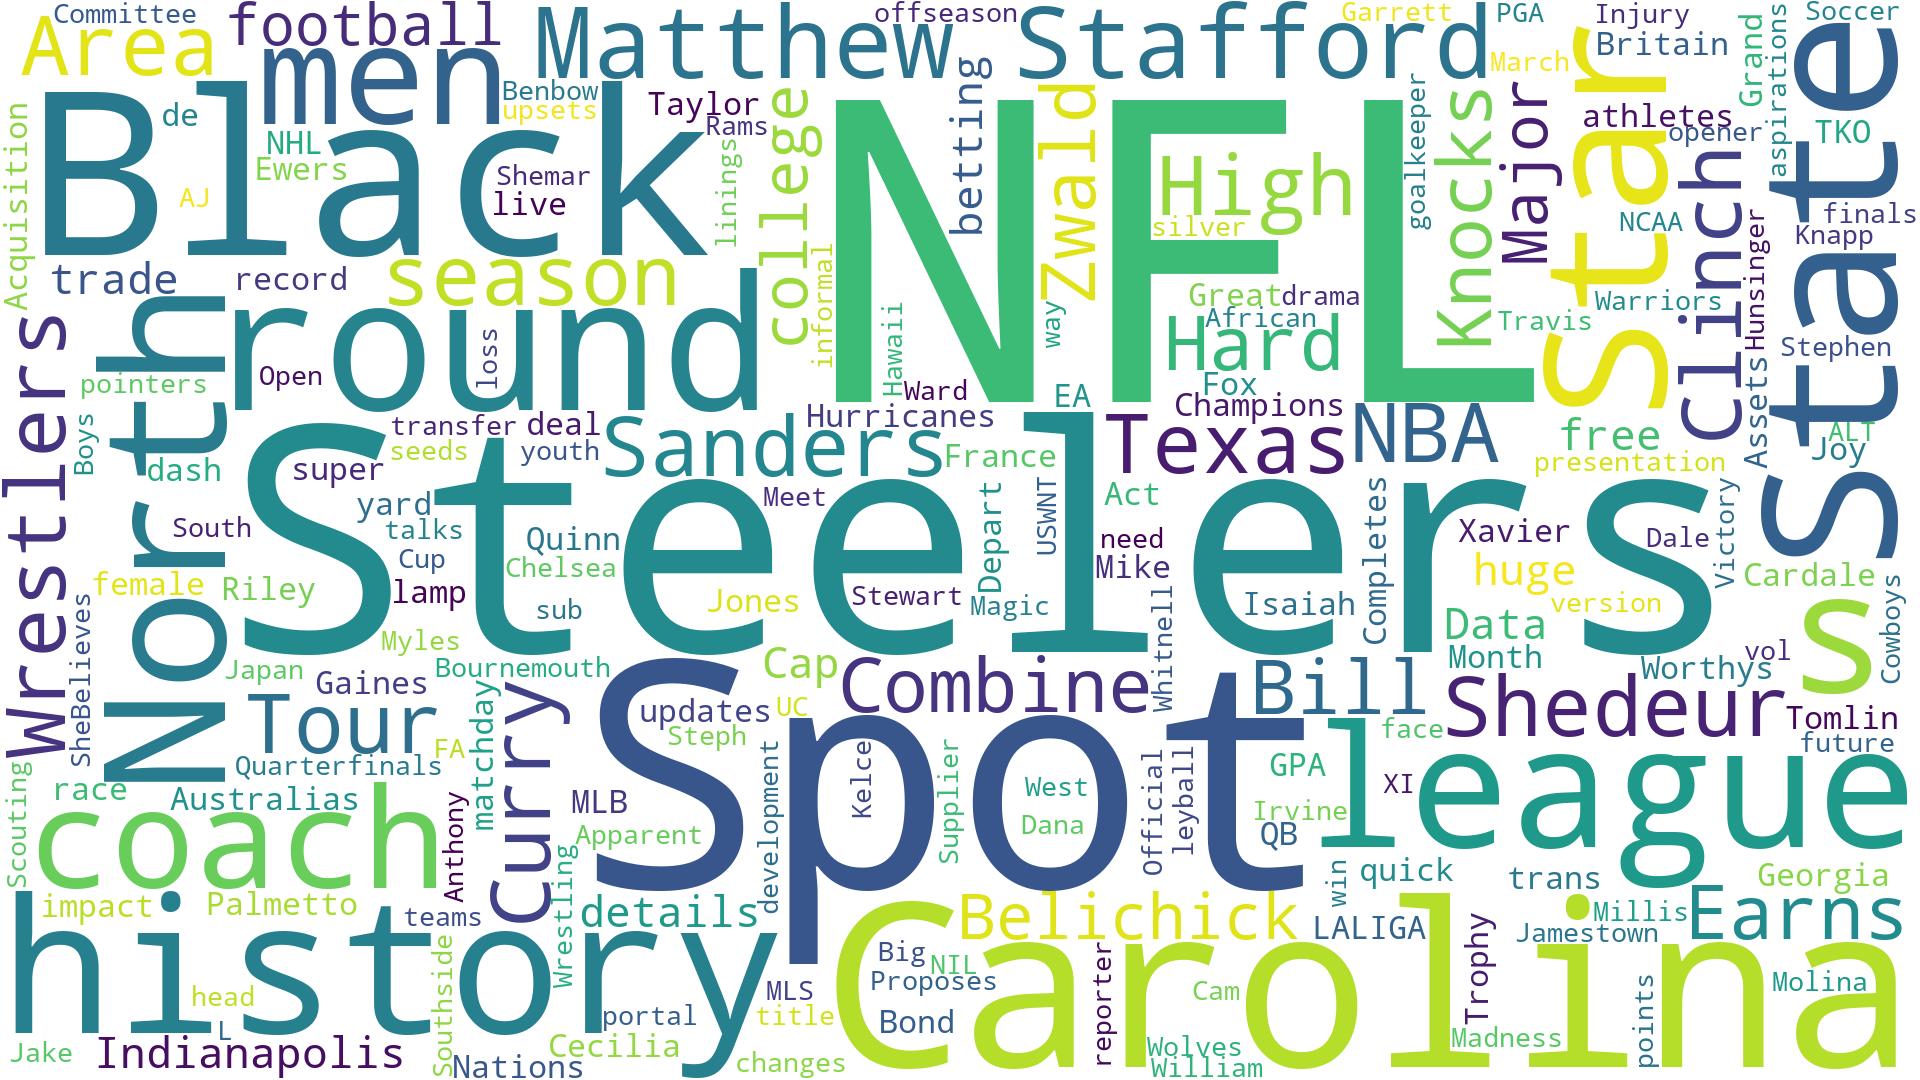 Committee
Area
football
men
Matthew Stafford
offseason
Garrett
PGA
March
Injury
Britain
Grand
Soccer
aspirations
State
Black
de
NHL
Ewers
AJ
Benbow
upsets
Taylor
Rams
Shemar
live
linings
college
NFL
betting
Zwald
High
silver
goalkeeper
Knocks
Major
Star
athletes
opener
Clinch
TKO
NCAA
finals
Knapp
Hunsinger
Acquisition
trade
record
season
informal
Hawaii
way
Great
drama
African
Hard
Travis
Warriors
Stephen
Wrestlers
North
round
pointers
Open
loss
Ward
EA
Fox
Champions
Hurricanes
Boys
dash
transfer
deal
seeds
youth
super
Sanders
France
Texas
NBA
free
presentation
Assets
ALT
Joy
Steelers
yard
talks
South
Cup
Quinn
Chelsea
Meet
Depart
USWNT
Act
need
Mike
Completes
Xavier
Dale
Victory
huge
version
Cardale
Cowboys
s
female
Riley
lamp
sub
Jones
Stewart
Magic
Isaiah
Whitnell
Data
Month
Worthys
vol
SheBelieves
Myles
Japan
Bournemouth
Gaines
Cap
Combine
Bill
Shedeur
Tomlin
future
Tour
FA
matchday
Curry
updates
UC
Steph
Spot
face
league
Quarterfinals
Scouting
race
Australias
coach
Anthony
MLB
Apparent
development
Kelce
Supplier
West
Dana
Official
leyball
GPA
Irvine
QB
XI
win
quick
trans
Georgia
impact
Palmetto
teams
Wrestling
details
Belichick
LALIGA
Millis
Jamestown
Earns
history
head
L
Southside
portal
MLS
title
Carolina
Big
NIL
Proposes
Bond
reporter
Cam
Trophy
Madness
points
Molina
Jake
Indianapolis
Nations
Cecilia
changes
Wolves
William